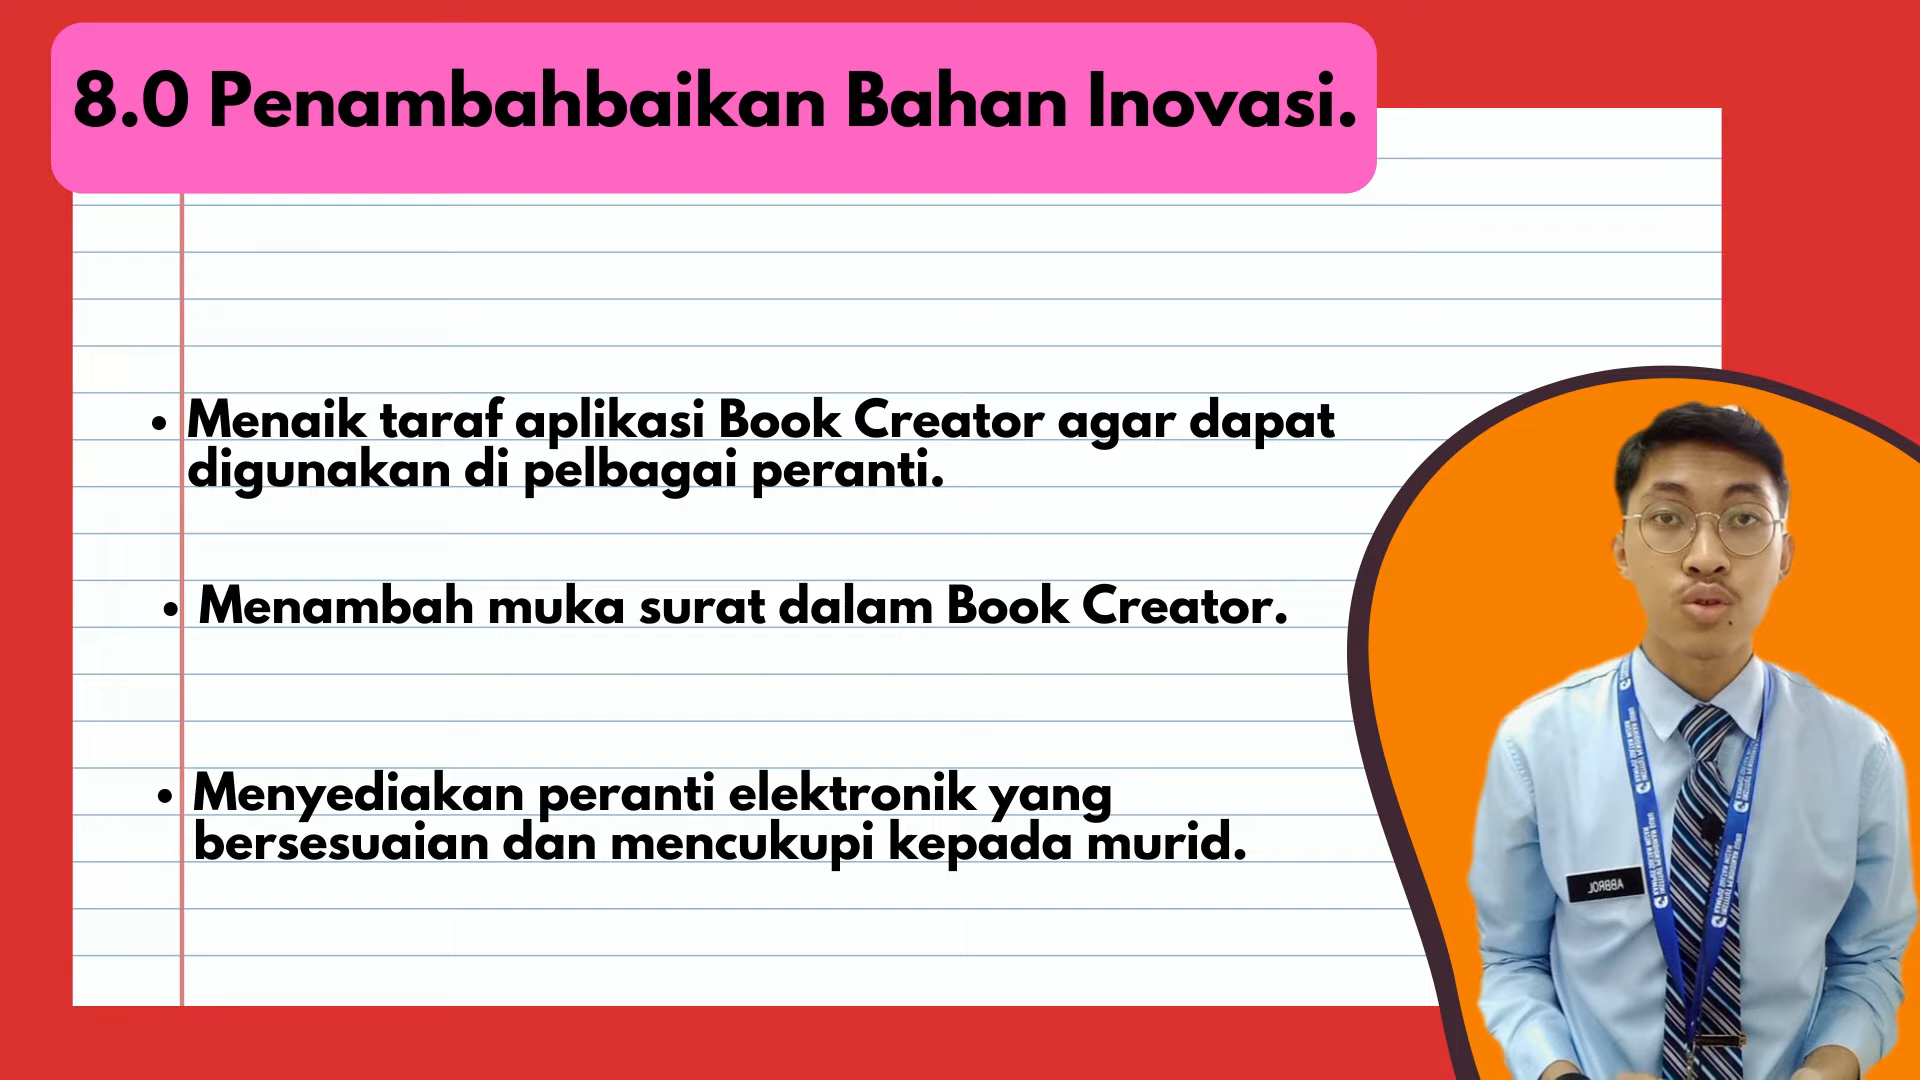 8.0 Penambahbaikan Bahan Inovasi.
• Menaik taraf aplikasi Book Creator agar dapat
digunakan di pelbagai peranti.
• Menambah muka surat dalam Book Creator.
• Menyediakan peranti elektronik yang
bersesuaian dan mencukupi kepada murid.
ABBROL